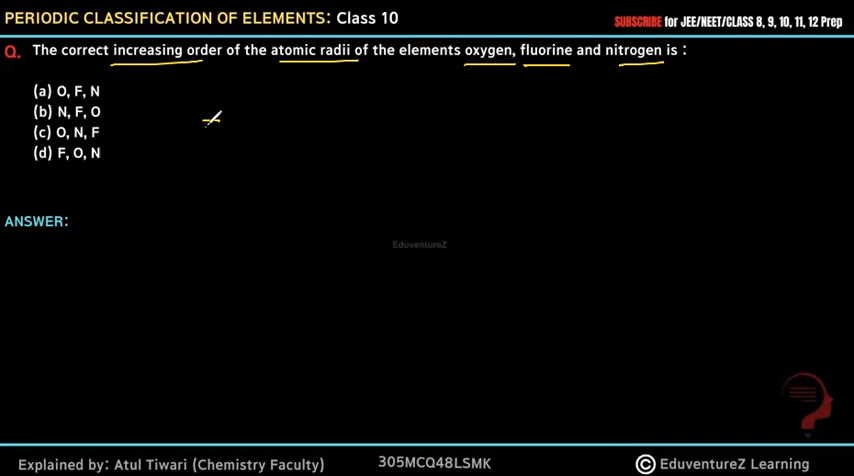 PERIODIC CLASSIFICATION OF ELEMENTS: Class 10
SUBSCRIBE for JEE/NEET/CLASS 8, 9, 10, 11, 12 Prep
Q. The correct increasing order of the atomic radii of the elements oxygen, fluorine and nitrogen is :
(a) O, F, N
(b) N, F, O
(c) O, N, F
(d) F, O, N
ANSWER:
EduventureZ
Explained by: Atul Tiwari (Chemistry Faculty)
305MCQ48LSMK
© EduventureZ Learning